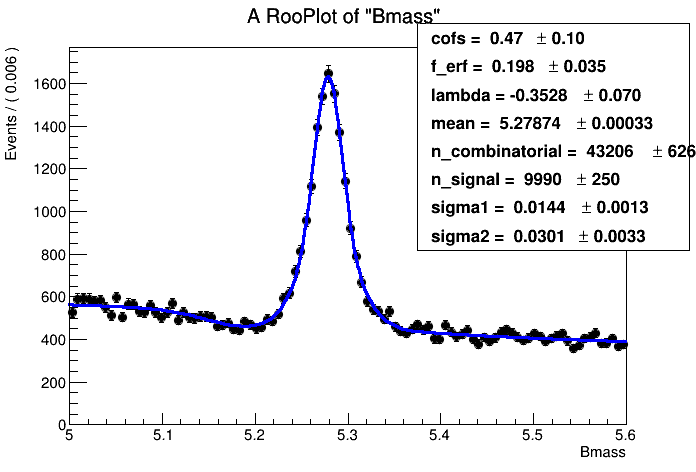 A RooPlot of "Bmass"
cofs = 0.47 ± 0.10
f_erf = 0.198 ± 0.035
lambda = -0.3528 ± 0.070
mean = 5.27874 ± 0.00033
n_combinatorial = 43206 ± 626
n_signal = 9990 ± 250
sigma1 = 0.0144 ± 0.0013
sigma2 = 0.0301 ± 0.0033
Events / ( 0.006 )
1600
1400
1200
1000
800
600
400
200
0
5 5.1 5.2 5.3 5.4 5.5 5.6
Bmass